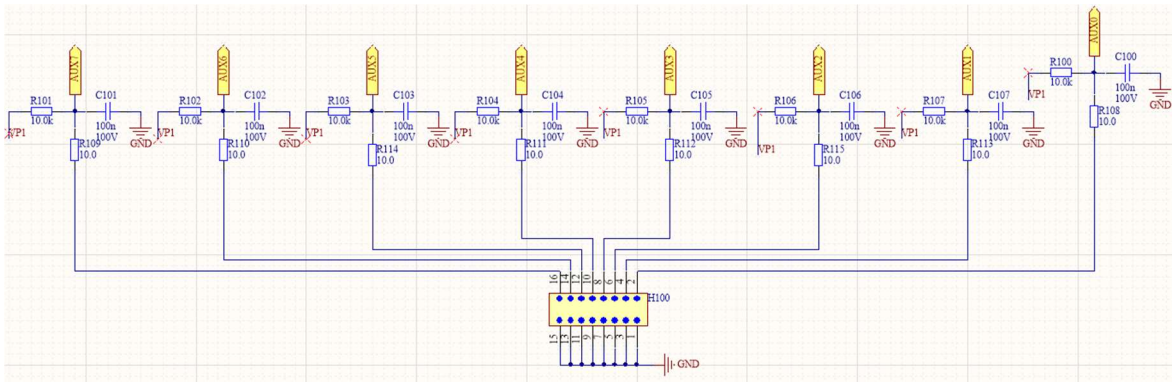 AUX7
R101
10.0k
C101
100n
100V
GND
VP1
R109
10.0
AUX6
R102
10.0k
C102
100n
100V
GND
VP1
R110
10.0
AUX5
R103
10.0k
C103
100n
100V
GND
VP1
R114
10.0
AUX4
R104
10.0k
C104
100n
100V
GND
VP1
R111
10.0
AUX3
R105
10.0k
C105
100n
100V
GND
VP1
R112
10.0
AUX2
R106
10.0k
C106
100n
100V
GND
VP1
R115
10.0
AUX1
R107
10.0k
C107
100n
100V
GND
VP1
R113
10.0
AUX0
R100
10.0k
C100
100n
100V
GND
VP1
R108
10.0
16 14 12 10 8 6 4 2
H100
15 13 11 9 7 5 3 1
GND